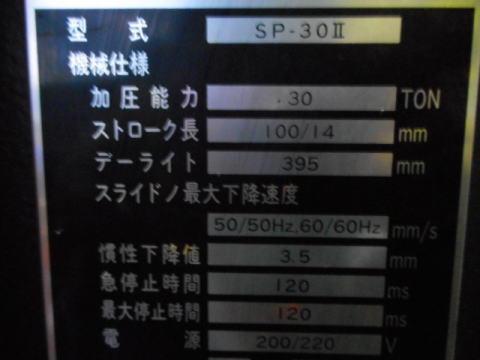 型式 SP-30Ⅱ
機械仕様
加圧能力 30 TON
ストローク長 100/14 mm
デーライト 395 mm
スライドノ最大下降速度
50/50Hz,60/60Hz mm/s
慣性下降値 3.5 mm
急停止時間 120 ms
最大停止時間 120 ms
電源 200/220 V